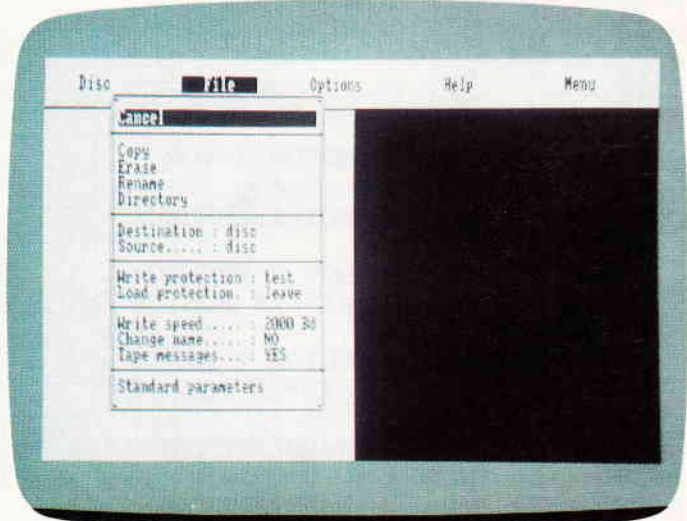 Disc File Options Help Menu
Cancel
Copy
Erase
Rename
Directory
Destination : disc
Source..... : disc
Write protection : test
Load protection. : leave
Write speed..... : 2000 3d
Change name..... : NO
Tape messages... : YES
Standard parameters